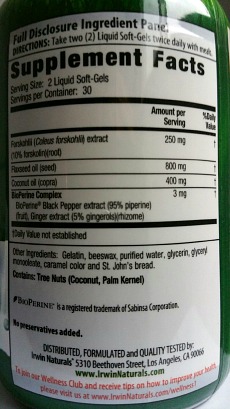 Full Disclosure Ingredient Panel
DIRECTIONS: Take two (2) Liquid Soft-Gels twice daily with meals.
Supplement Facts
Serving Size: 2 Liquid Soft-Gels
Servings per Container: 30
Amount per Serving %Daily Value
Forskohlii (Coleus forskohlii) extract 250 mg †
(10% forskolin)(root)
Flaxseed oil (seed) 800 mg †
Coconut oil (copra) 400 mg †
BioPerine Complex 3 mg †
BioPerine® Black Pepper extract (95% piperine)
(fruit), Ginger extract (5% gingerols)(rhizome)
†Daily Value not established
Other Ingredients: Gelatin, beeswax, purified water, glycerin, glyceryl
monooleate, caramel color and St. John's bread.
Contains: Tree Nuts (Coconut, Palm Kernel)
BIOPERINE® is a registered trademark of Sabinsa Corporation.
No preservatives added.
DISTRIBUTED, FORMULATED and QUALITY TESTED by:
Irwin Naturals® 5310 Beethoven Street, Los Angeles, CA 90066
www.IrwinNaturals.com
To join our Wellness Club and receive tips on how to improve your health,
please visit us at www.IrwinNaturals.com/wellness1